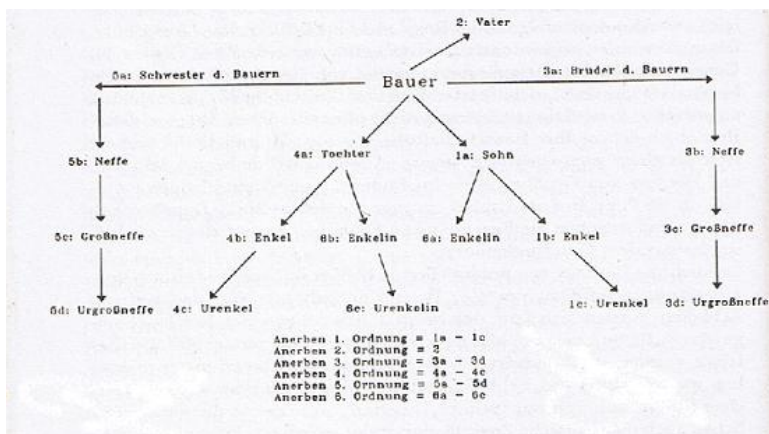 2: Vater
5a: Schwester d. Bauern
3a: Bruder d. Bauern
Bauer
5b: Neffe
4a: Tochter
1a: Sohn
3b: Neffe
5c: Großneffe
4b: Enkel
6b: Enkelin
6a: Enkelin
1b: Enkel
3c: Großneffe
5d: Urgroßneffe
4c: Urenkel
6c: Urenkelin
1c: Urenkel
3d: Urgroßneffe
Anerben 1. Ordnung = 1a - 1c
Anerben 2. Ordnung = 2
Anerben 3. Ordnung = 3a - 3d
Anerben 4. Ordnung = 4a - 4c
Anerben 5. Ornnung = 5a - 5d
Anerben 6. Ordnung = 6a - 6c